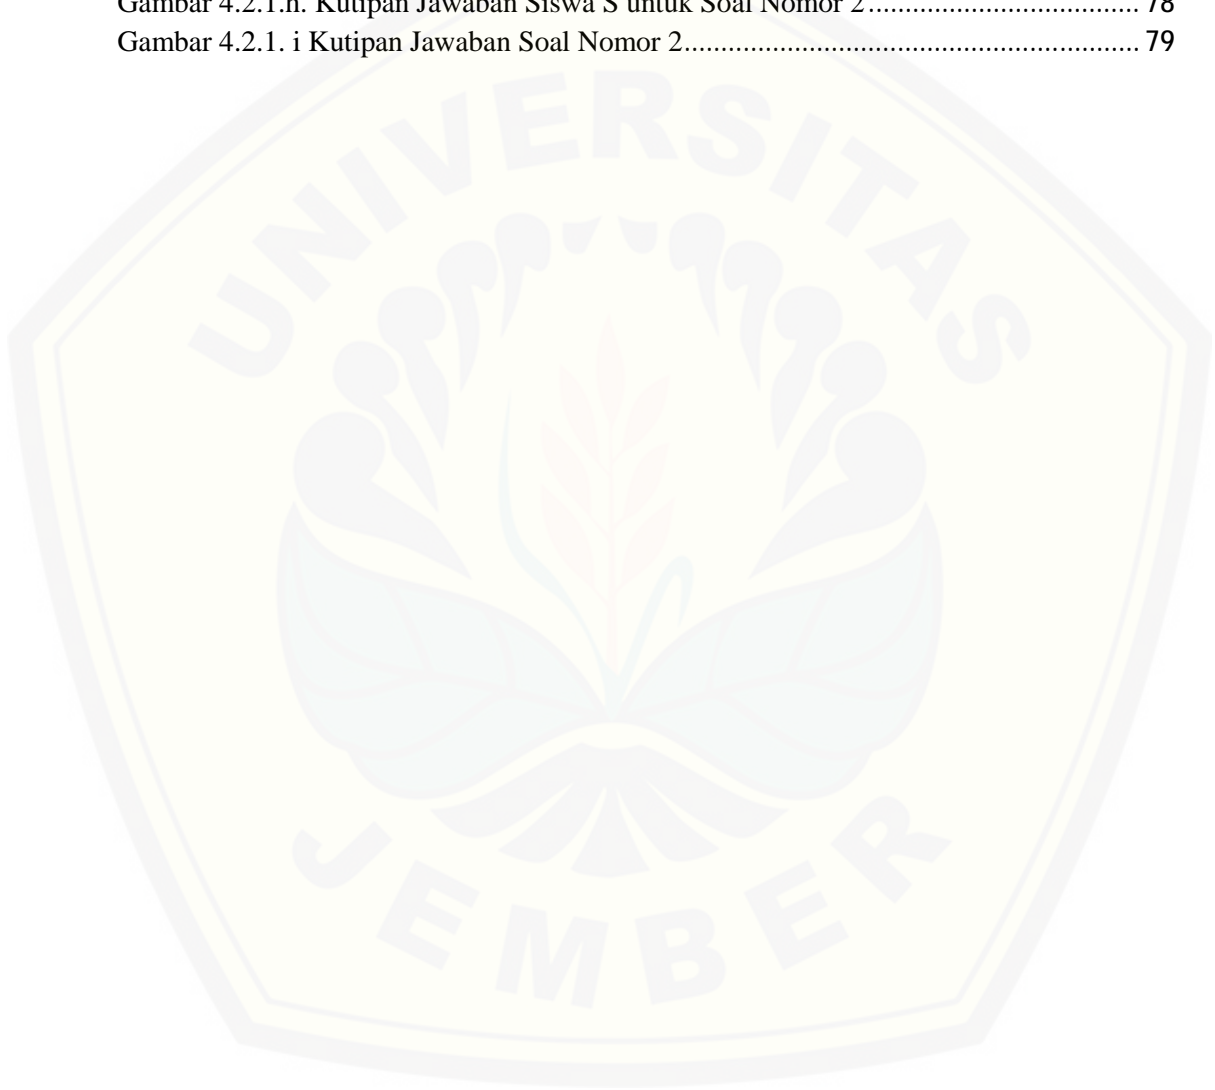 Gambar 4.2.1.h. Kutipan Jawaban Siswa S untuk Soal Nomor 2.................................... 78
Gambar 4.2.1. i Kutipan Jawaban Soal Nomor 2............................................................. 79
UNIVERSITAS
JEMBER